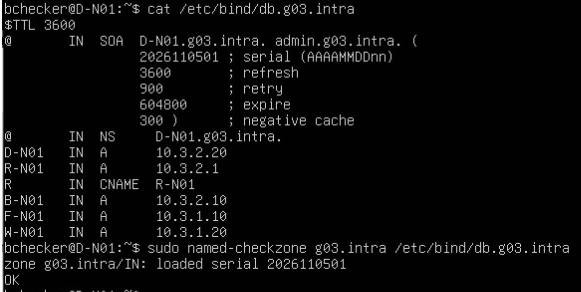 bchecker@D-N01:~$ cat /etc/bind/db.g03.intra
$TTL 3600
@ IN SOA D-N01.g03.intra. admin.g03.intra. (
2026110501 ; serial (AAAAMMDDnn)
3600 ; refresh
900 ; retry
604800 ; expire
300 ) ; negative cache
@ IN NS D-N01.g03.intra.
D-N01 IN A 10.3.2.20
R-N01 IN A 10.3.2.1
R IN CNAME R-N01
B-N01 IN A 10.3.2.10
F-N01 IN A 10.3.1.10
W-N01 IN A 10.3.1.20
bchecker@D-N01:~$ sudo named-checkzone g03.intra /etc/bind/db.g03.intra
zone g03.intra/IN: loaded serial 2026110501
OK